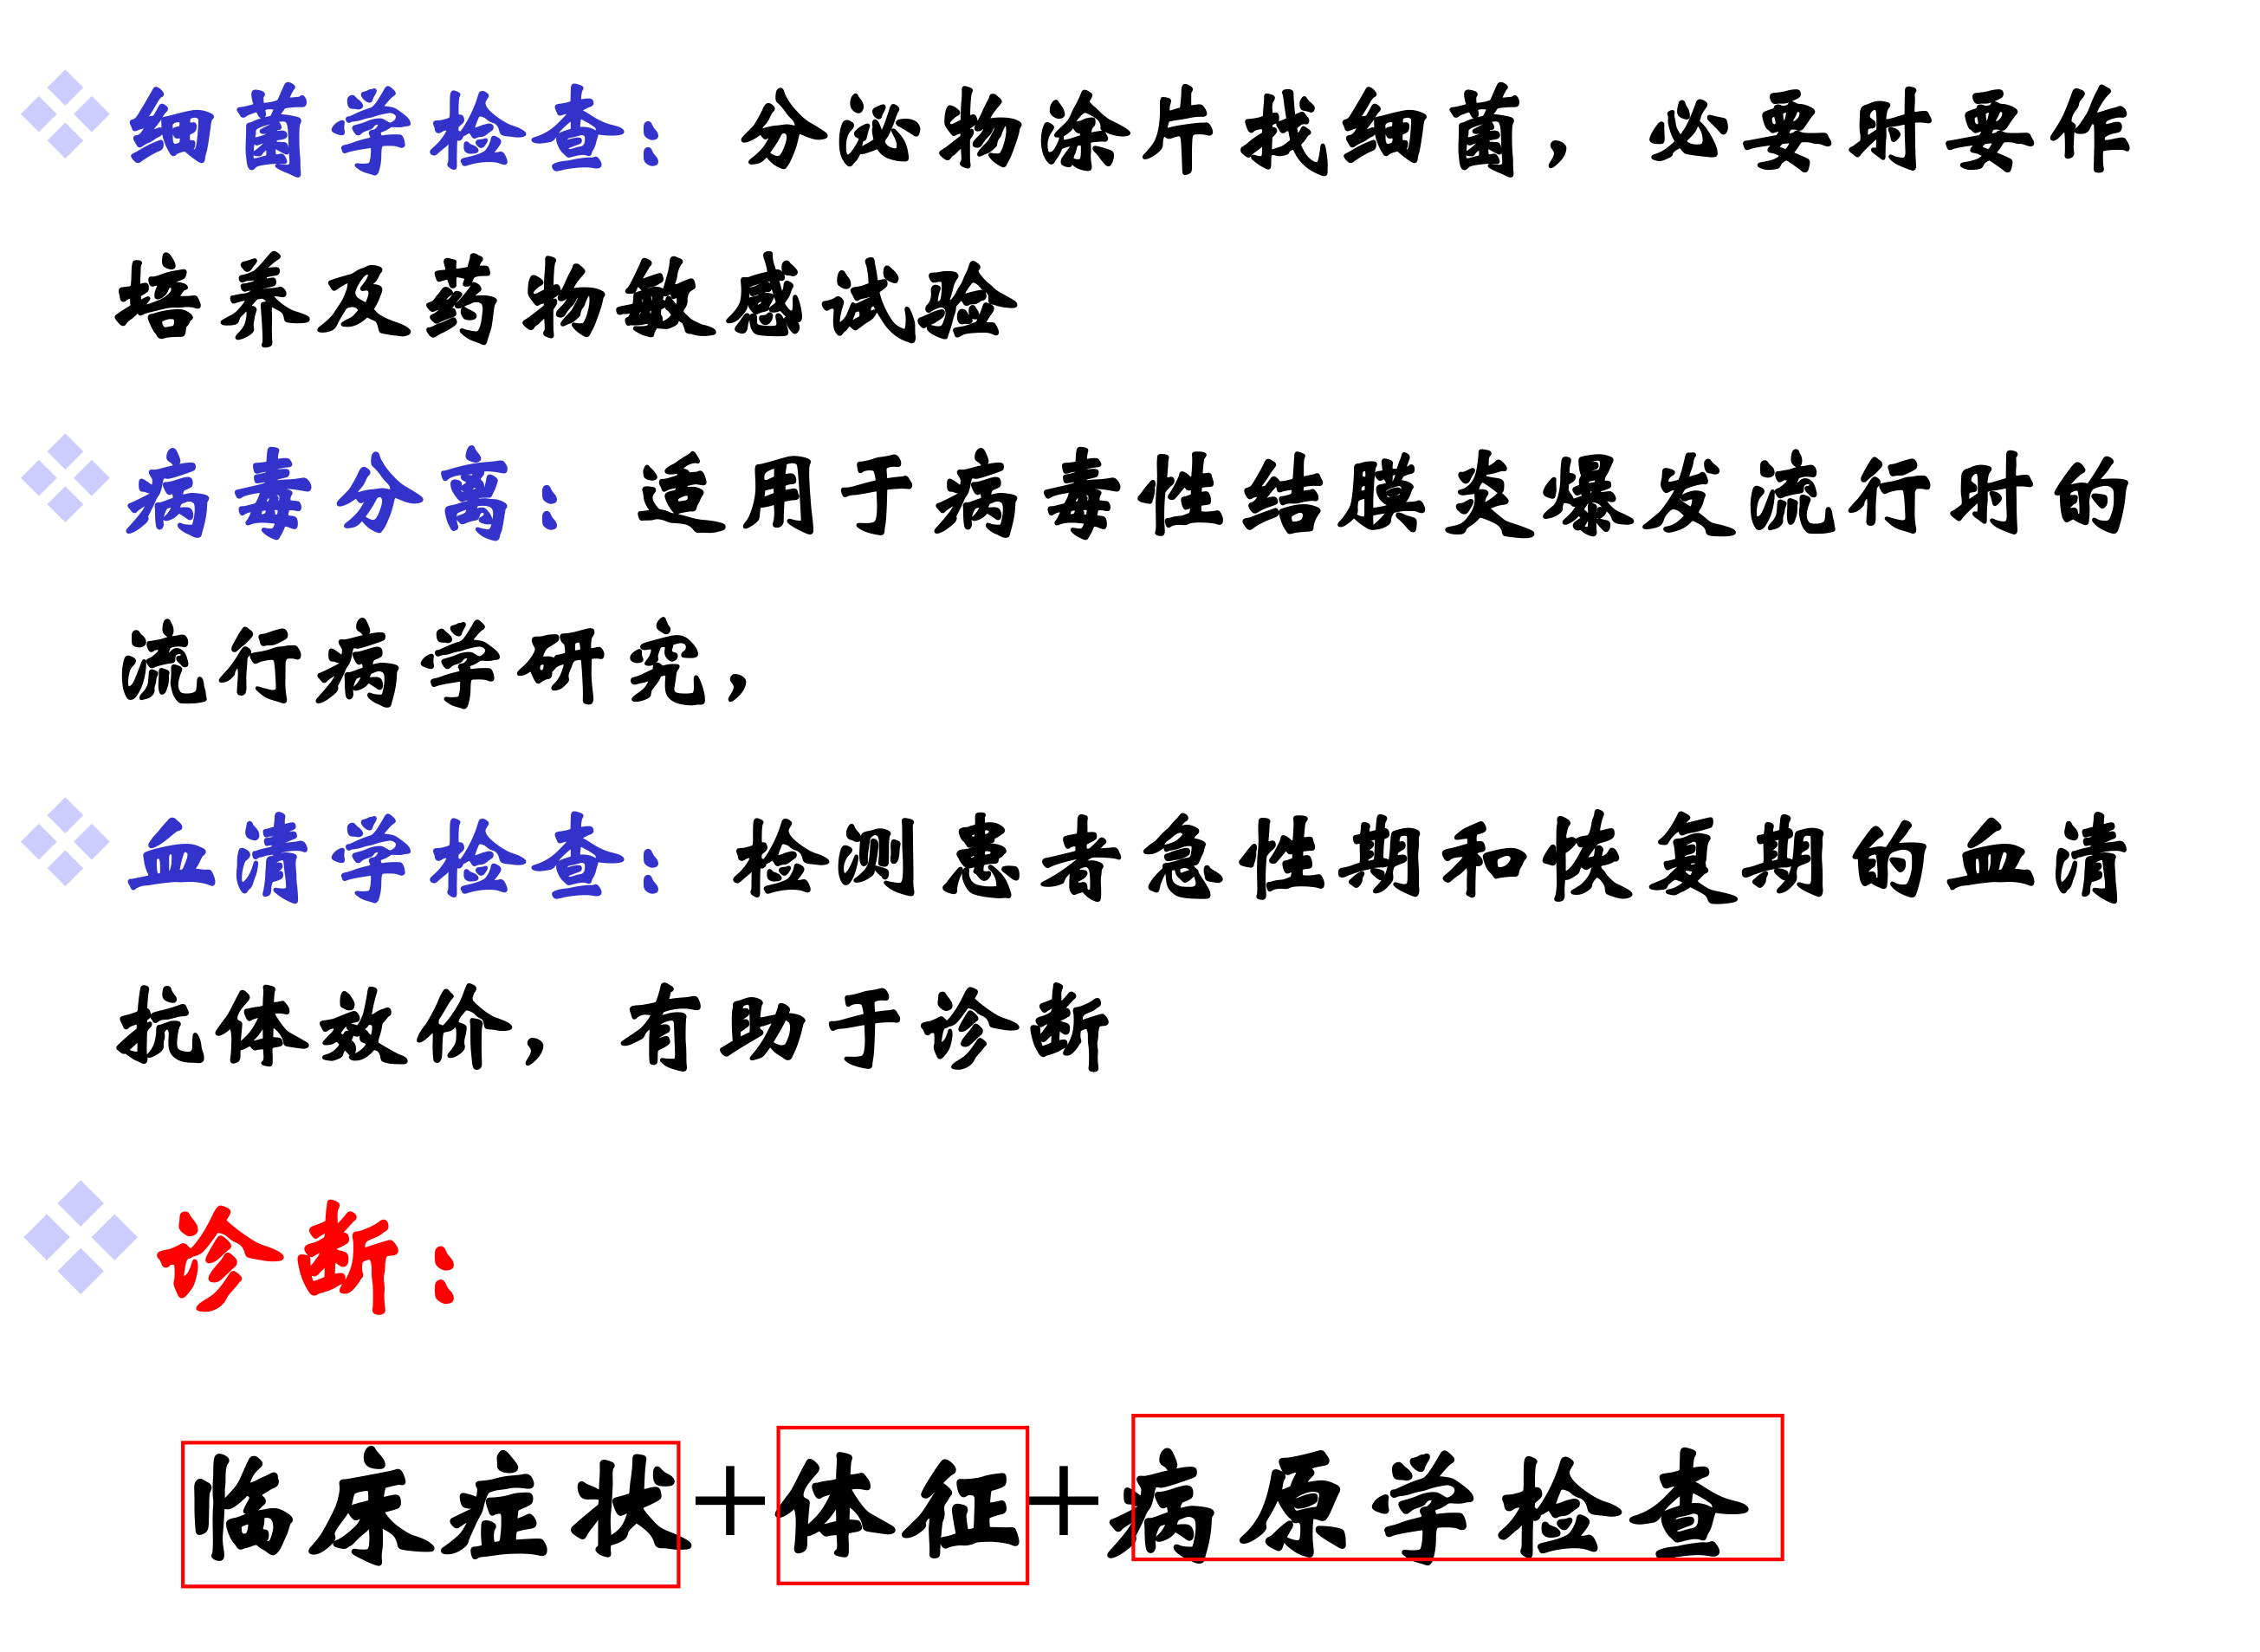 细菌学检查： 分泌物涂片找细菌，必要时要作
培养及药物敏感试验
病毒分离：适用于病毒性结膜炎爆发流行时的
流行病学研究，
血清学检查： 检测患者急性期和恢复期的血清
抗体效价，有助于诊断
诊断：
临床症状+体征+病原学检查